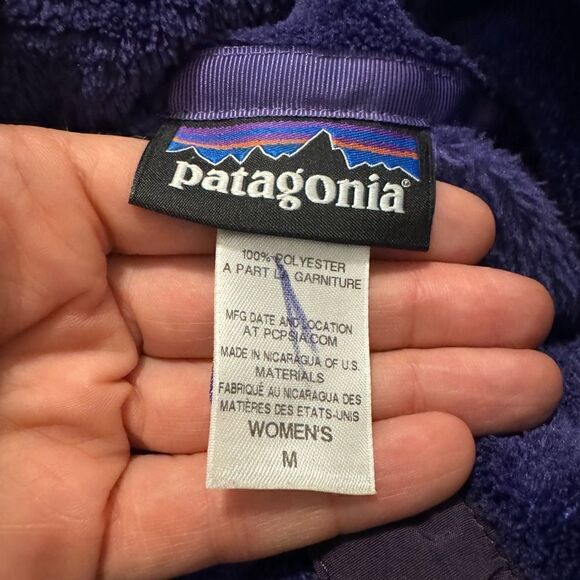 patagonia®
100% POLYESTER
A PART LA GARNITURE
MFG DATE AND LOCATION
AT PCPSIA.COM
MADE IN NICARAGUA OF U.S.
MATERIALS
FABRIQUÉ AU NICARAGUA DES
MATIÈRES DES ETATS-UNIS
WOMEN'S
M